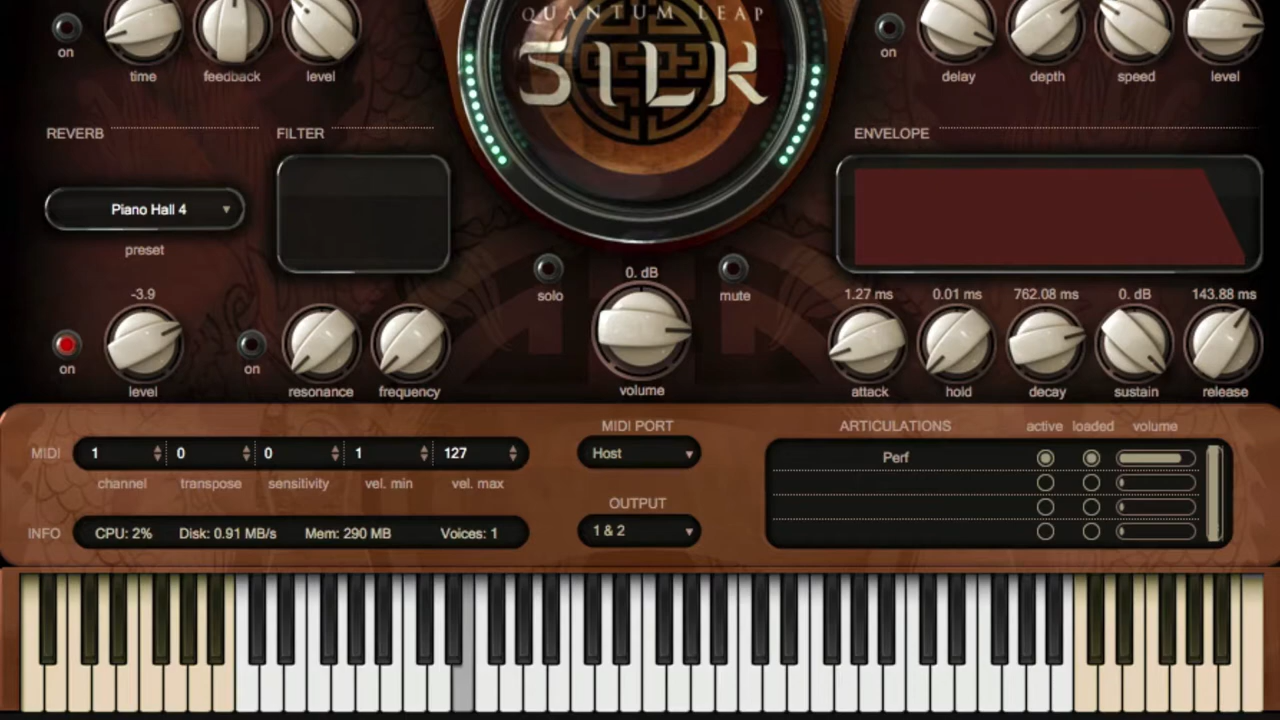 QUANTUM LEAP
SILK
on
time
feedback
level
on
delay
depth
speed
level
REVERB
FILTER
ENVELOPE
Piano Hall 4
preset
solo
0. dB
mute
-3.9
1.27 ms
0.01 ms
762.08 ms
0. dB
143.88 ms
on
level
on
resonance
frequency
volume
attack
hold
decay
sustain
release
MIDI PORT
ARTICULATIONS
active
loaded
volume
MIDI
1
0
0
1
127
Host
Perf
channel
transpose
sensitivity
vel. min
vel. max
OUTPUT
INFO
CPU: 2%
Disk: 0.91 MB/s
Mem: 290 MB
Voices: 1
1 & 2